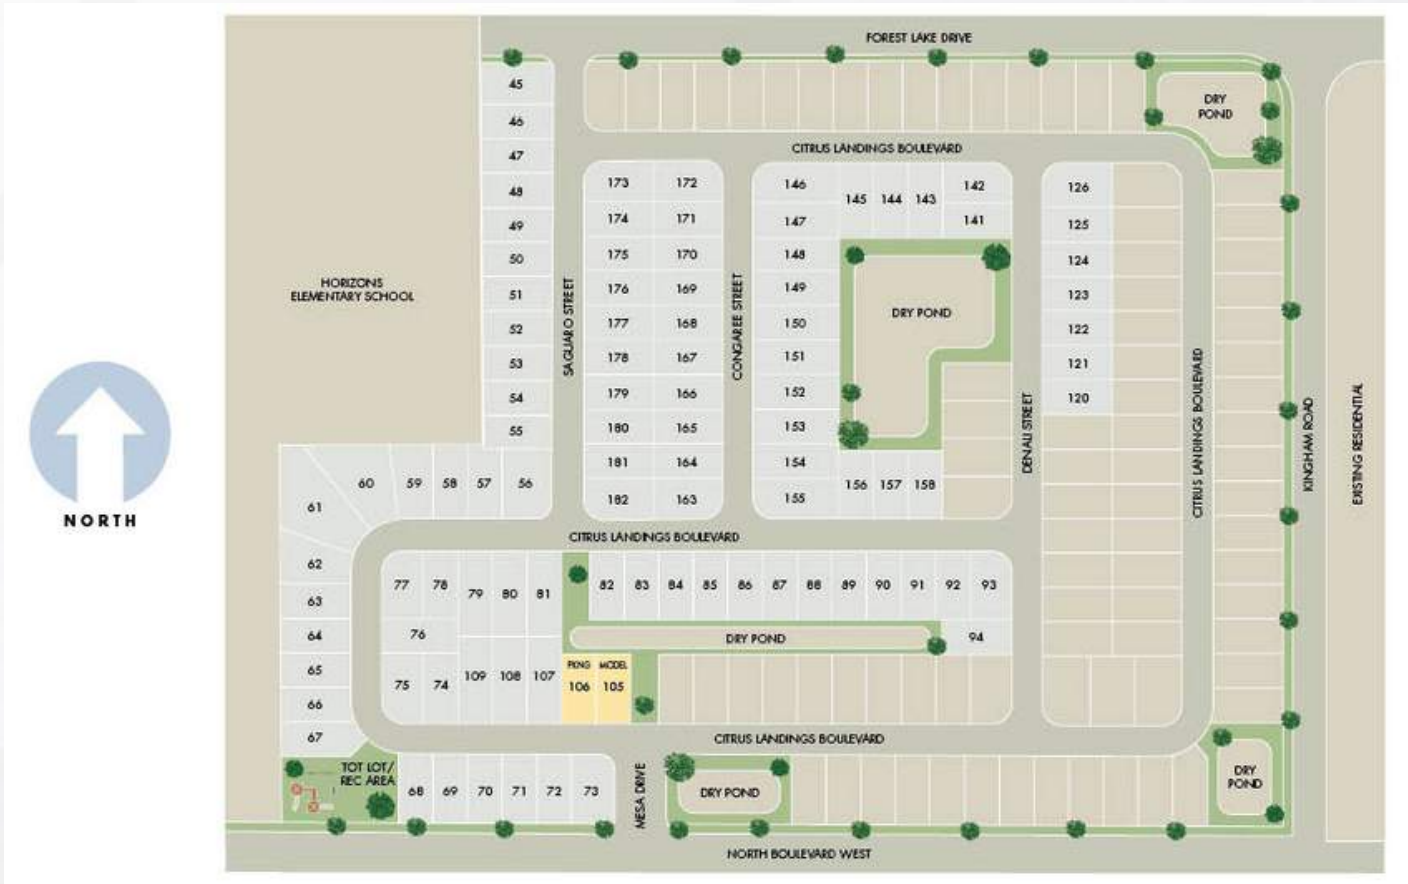 FOREST LAKE DRIVE
45
46
47
48
49
50
51
52
53
54
55
DRY
POND
CITRUS LANDINGS BOULEVARD
HORIZONS
ELEMENTARY SCHOOL
SAGUARO STREET
173 172
174 171
175 170
176 169
177 168
178 167
179 166
180 165
181 164
182 163
CONGAREE STREET
146
147
148
149
150
151
152
153
154
155
145 144 143
142
141
DRY POND
156 157 158
DENALI STREET
126
125
124
123
122
121
120
CITRUS LANDINGS BOULEVARD
KINGHAM ROAD
EXISTING RESIDENTIAL
NORTH
61
60 59 58 57 56
62
63
64
65
66
67
CITRUS LANDINGS BOULEVARD
77 78 79 80 81
76
75 74 109 108 107
82 83 84 85 86 87 88 89 90 91 92 93
DRY POND
94
PKNG MODEL
106 105
CITRUS LANDINGS BOULEVARD
TOT LOT/
REC AREA
68 69 70 71 72 73
MESA DRIVE
DRY POND
DRY
POND
NORTH BOULEVARD WEST